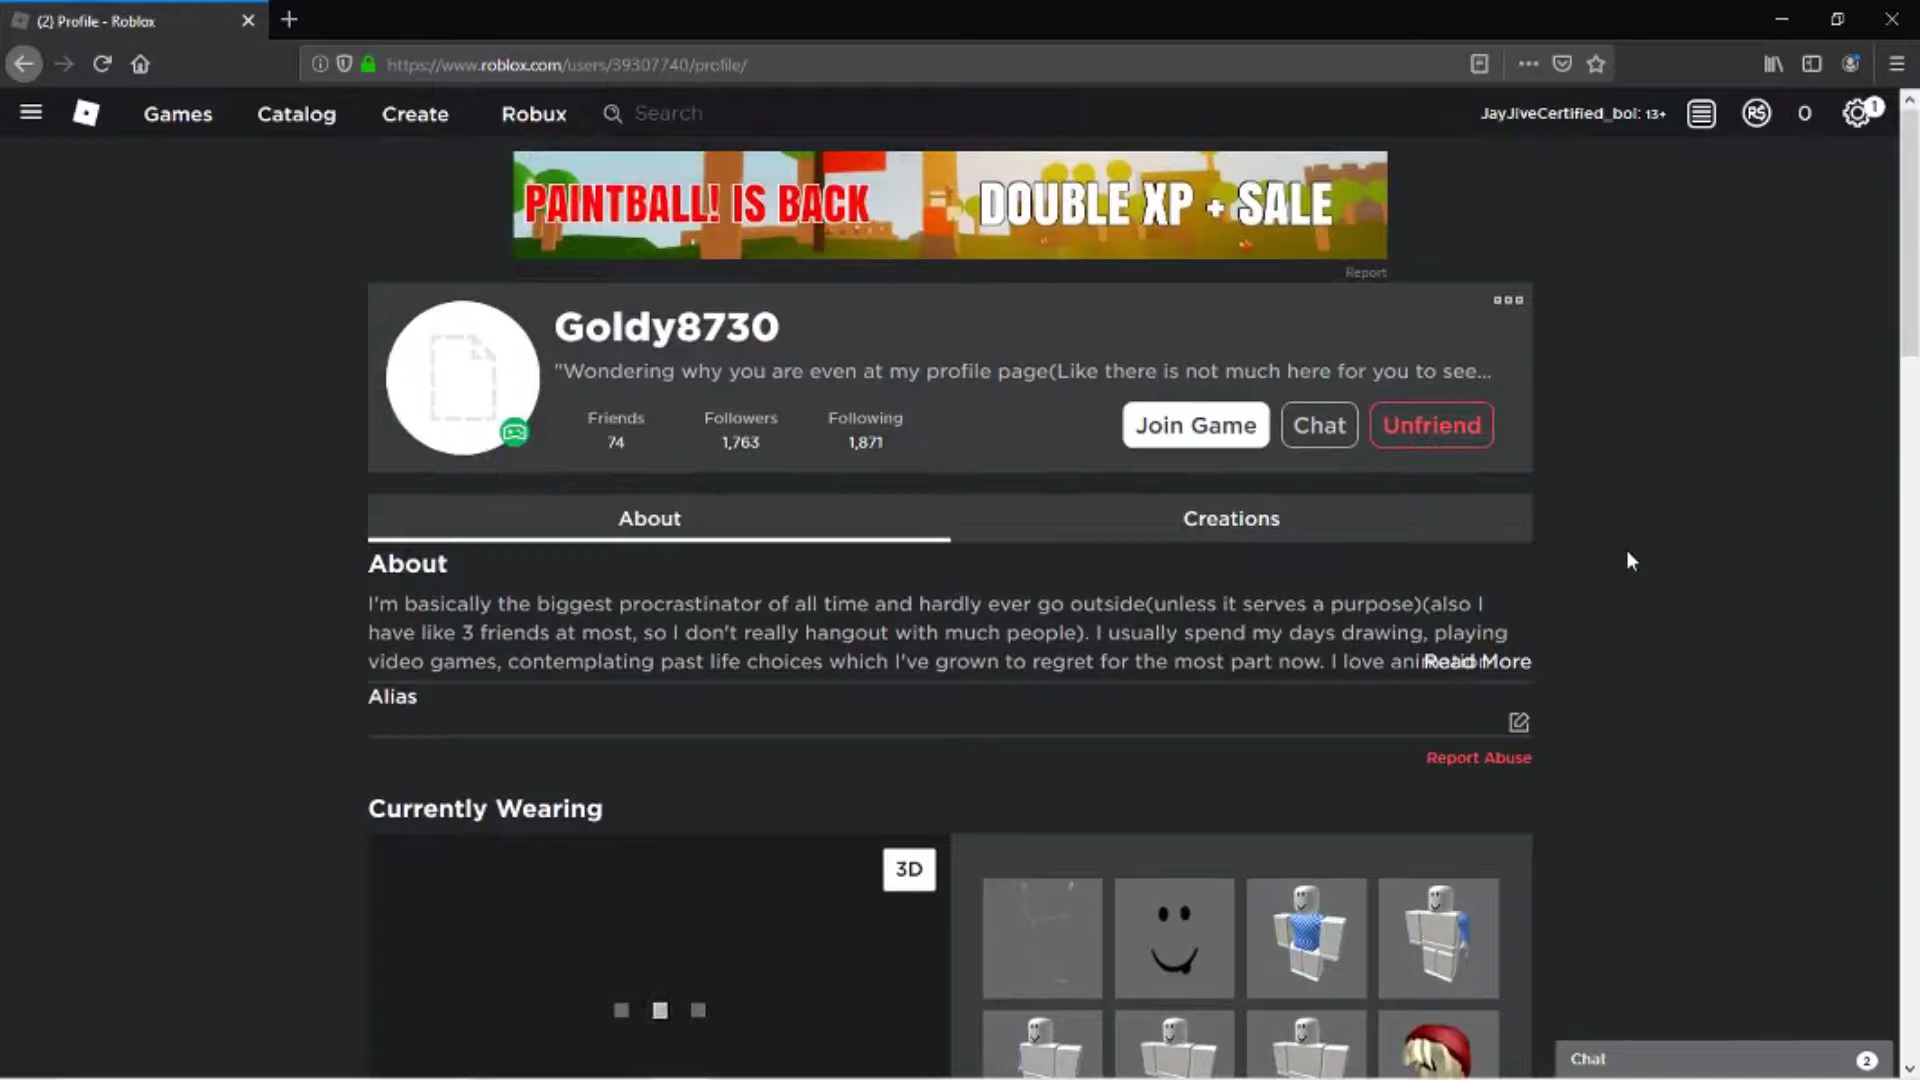 (2) Profile - Roblox
https://www.roblox.com/users/39307740/profile/
Games Catalog Create Robux Search JayJiveCertified_boi: 13+ R$ 0 1
PAINTBALL! IS BACK DOUBLE XP + SALE
Report
Goldy8730
"Wondering why you are even at my profile page(Like there is not much here for you to see...
Friends Followers Following
74 1,763 1,871
Join Game Chat Unfriend
About Creations
About
I'm basically the biggest procrastinator of all time and hardly ever go outside(unless it serves a purpose)(also I
have like 3 friends at most, so I don't really hangout with much people). I usually spend my days drawing, playing
video games, contemplating past life choices which I've grown to regret for the most part now. I love Read More
Alias
Report Abuse
Currently Wearing
3D
Chat 2